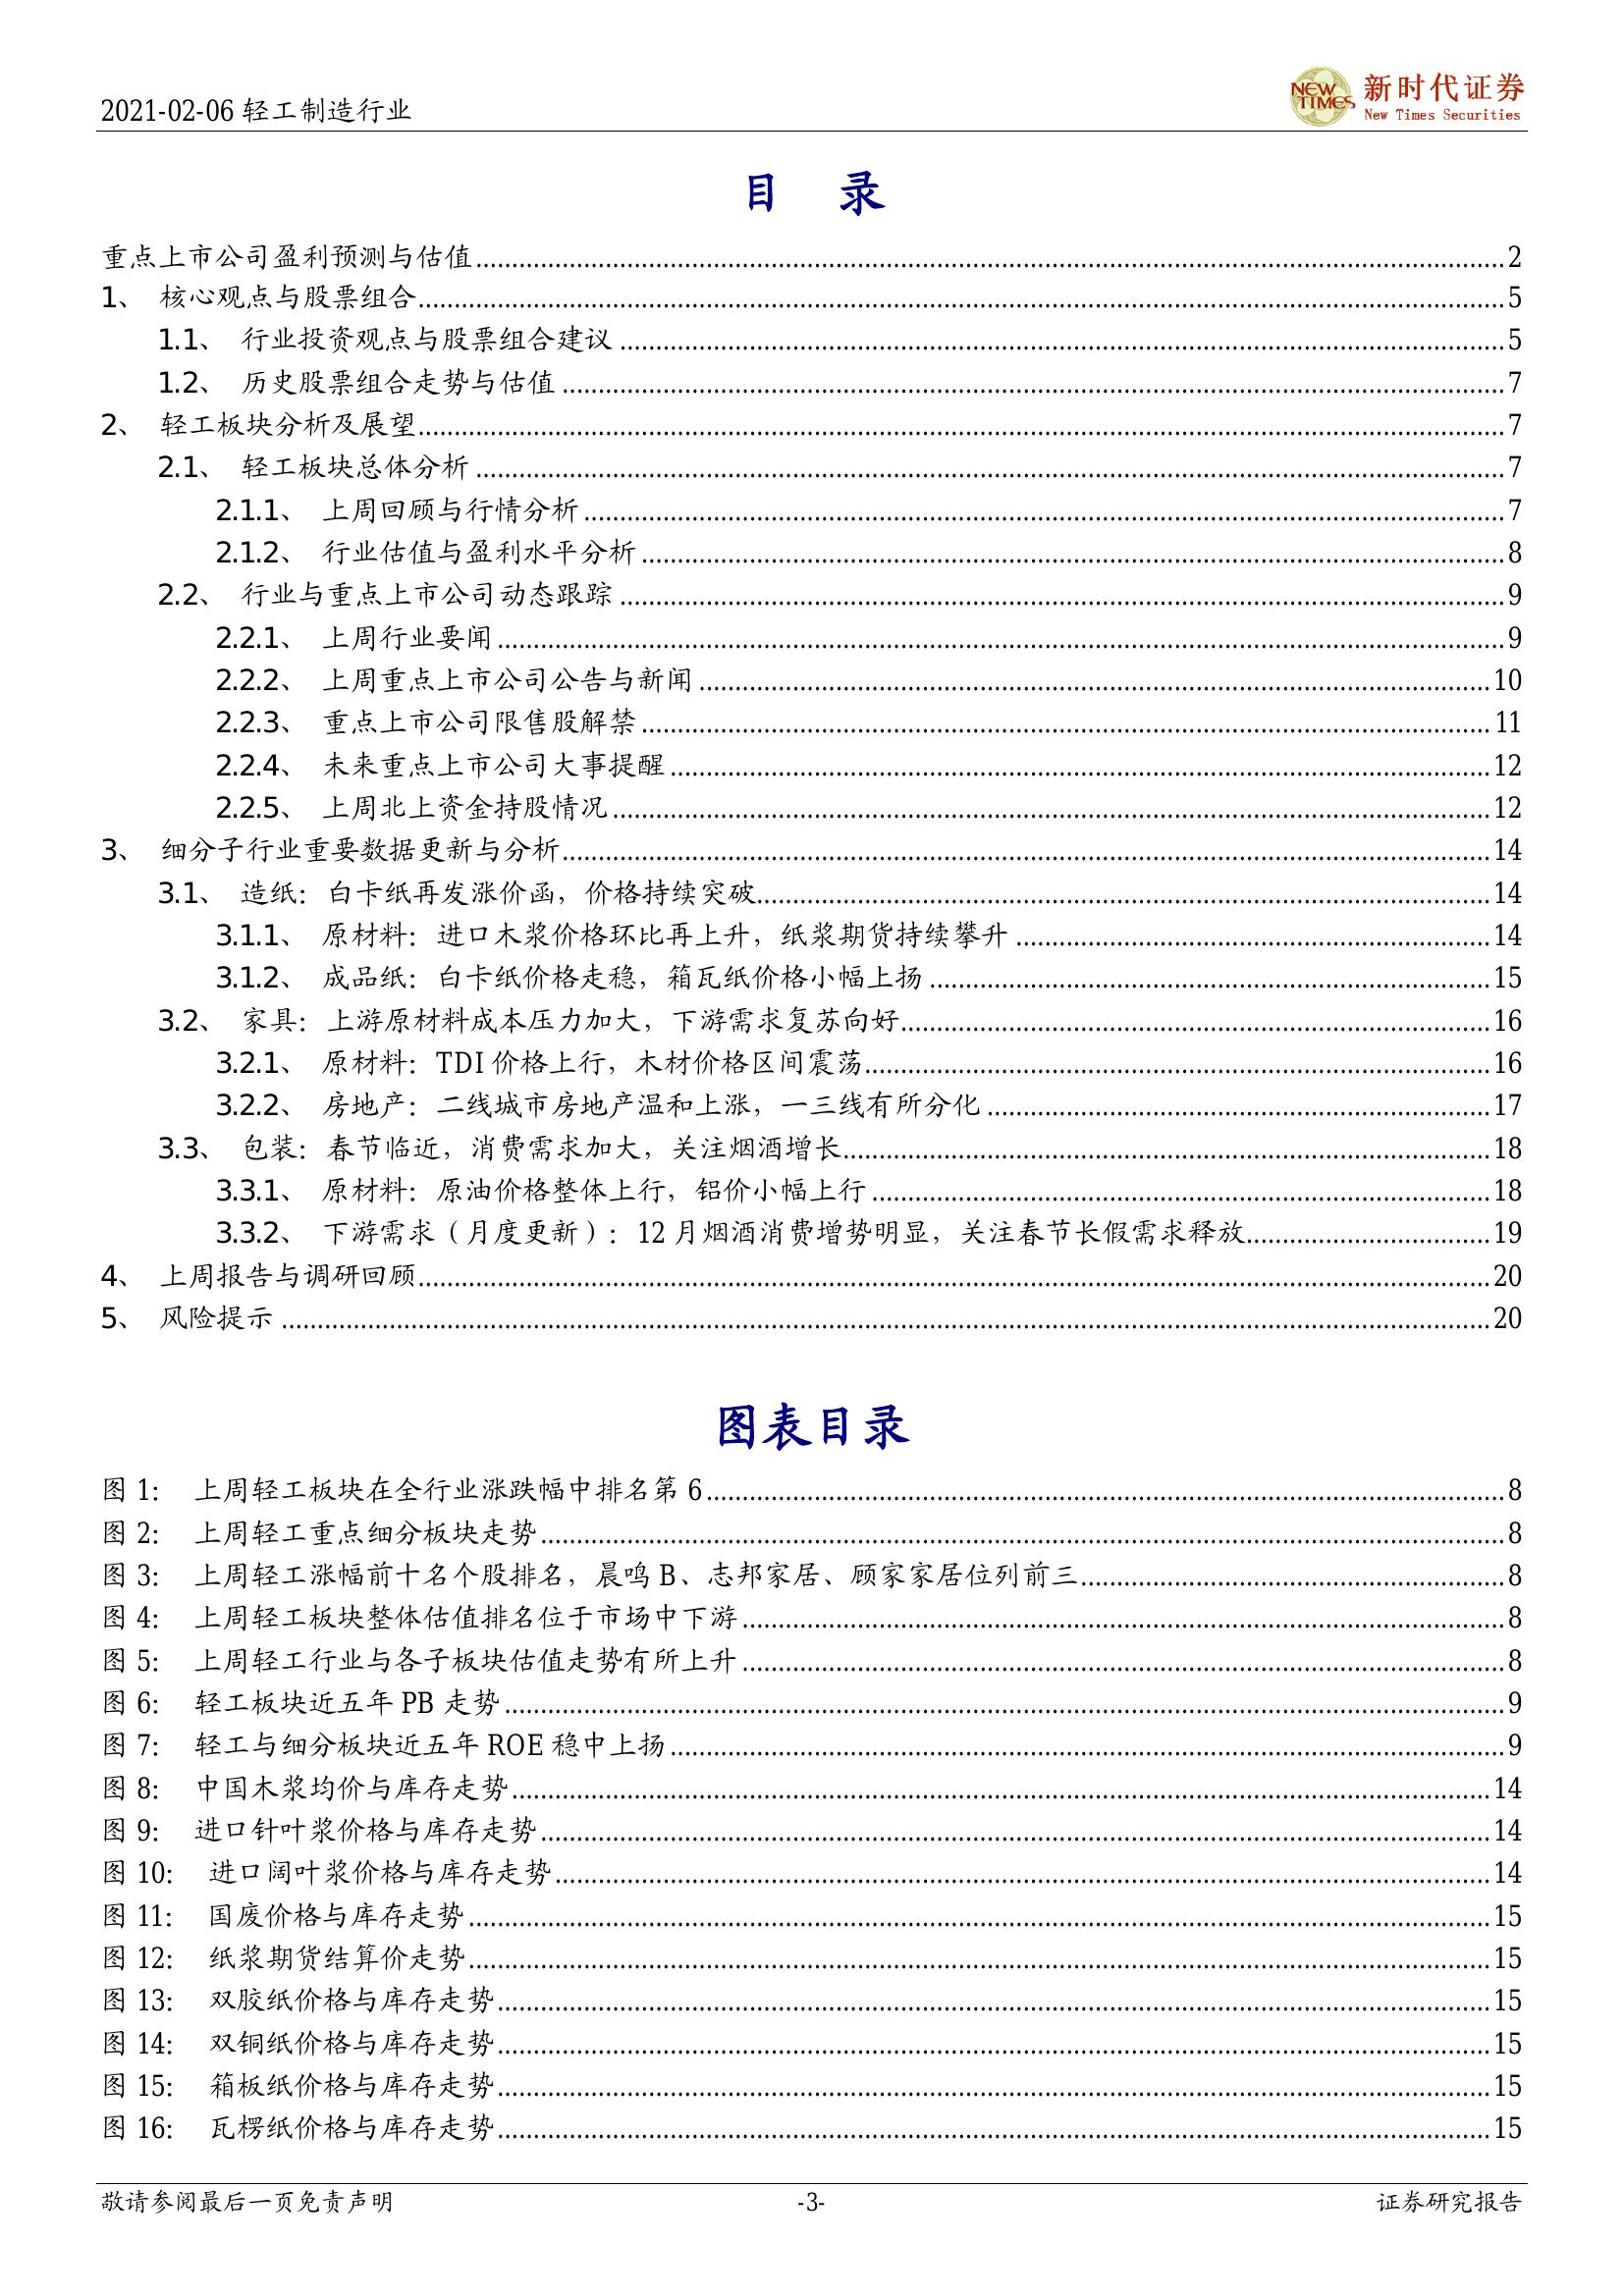 2021-02-06 轻工制造行业
NEW TIMES 新时代证券
New Times Securities
目 录
重点上市公司盈利预测与估值 2
1、 核心观点与股票组合 5
1.1、 行业投资观点与股票组合建议 5
1.2、 历史股票组合走势与估值 7
2、 轻工板块分析及展望 7
2.1、 轻工板块总体分析 7
2.1.1、 上周回顾与行情分析 7
2.1.2、 行业估值与盈利水平分析 8
2.2、 行业与重点上市公司动态跟踪 9
2.2.1、 上周行业要闻 9
2.2.2、 上周重点上市公司公告与新闻 10
2.2.3、 重点上市公司限售股解禁 11
2.2.4、 未来重点上市公司大事提醒 12
2.2.5、 上周北上资金持股情况 12
3、 细分子行业重要数据更新与分析 14
3.1、 造纸：白卡纸再发涨价函，价格持续突破 14
3.1.1、 原材料：进口木浆价格环比再上升，纸浆期货持续攀升 14
3.1.2、 成品纸：白卡纸价格走稳，箱瓦纸价格小幅上扬 15
3.2、 家具：上游原材料成本压力加大，下游需求复苏向好 16
3.2.1、 原材料：TDI 价格上行，木材价格区间震荡 16
3.2.2、 房地产：二线城市房地产温和上涨，一三线有所分化 17
3.3、 包装：春节临近，消费需求加大，关注烟酒增长 18
3.3.1、 原材料：原油价格整体上行，铝价小幅上行 18
3.3.2、 下游需求（月度更新）：12 月烟酒消费增势明显，关注春节长假需求释放 19
4、 上周报告与调研回顾 20
5、 风险提示 20
图表目录
图 1： 上周轻工板块在全行业涨跌幅中排名第 6 8
图 2： 上周轻工重点细分板块走势 8
图 3： 上周轻工涨幅前十名个股排名，晨鸣 B、志邦家居、顾家家居位列前三 8
图 4： 上周轻工板块整体估值排名位于市场中下游 8
图 5： 上周轻工行业与各子板块估值走势有所上升 8
图 6： 轻工板块近五年 PB 走势 9
图 7： 轻工与细分板块近五年 ROE 稳中上扬 9
图 8： 中国木浆均价与库存走势 14
图 9： 进口针叶浆价格与库存走势 14
图 10： 进口阔叶浆价格与库存走势 14
图 11： 国废价格与库存走势 15
图 12： 纸浆期货结算价走势 15
图 13： 双胶纸价格与库存走势 15
图 14： 双铜纸价格与库存走势 15
图 15： 箱板纸价格与库存走势 15
图 16： 瓦楞纸价格与库存走势 15
敬请参阅最后一页免责声明 -3- 证券研究报告